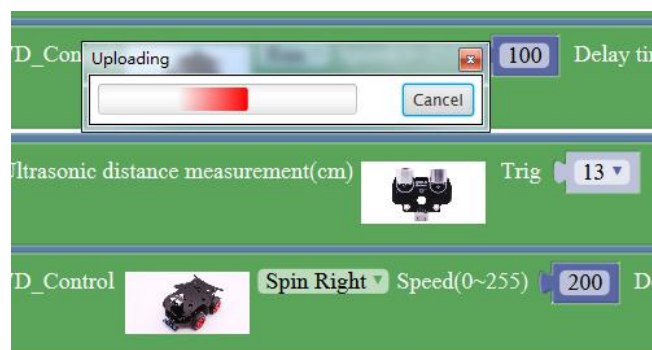 Uploading
D_Con 100 Delay ti
Cancel
ltrasonic distance measurement(cm) Trig 13
D_Control Spin Right Speed(0~255) 200 D